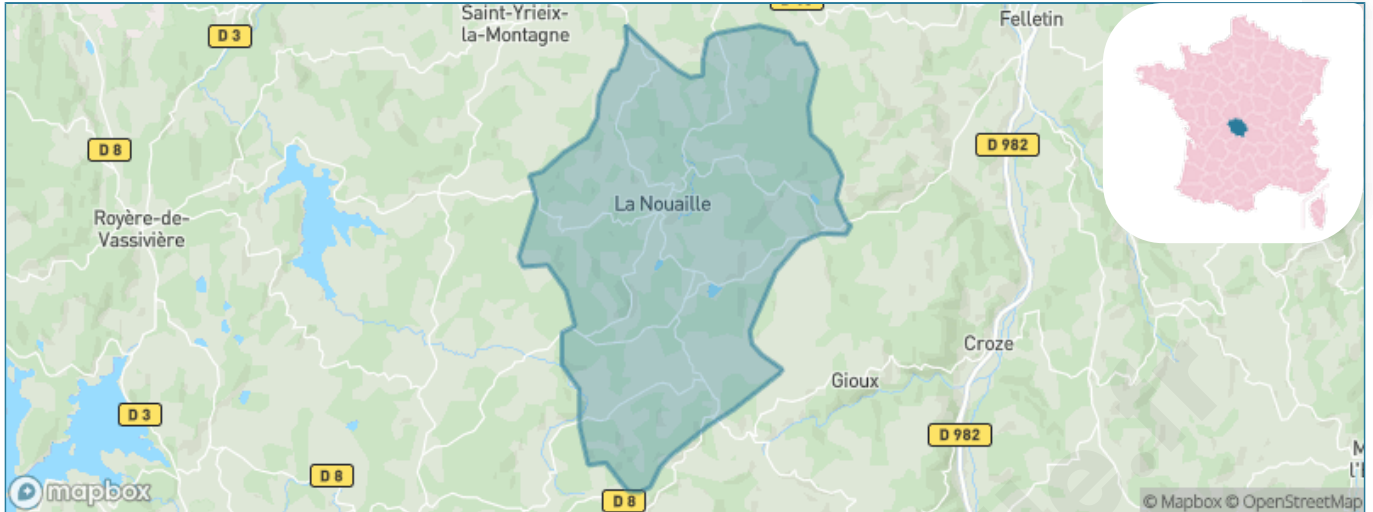 Saint-Yrieix-
la-Montagne
Felletin
D 3
D 8
D 982
La Nouaille
Royère-de-
Vassivière
Croze
Gioux
D 3
D 982
D 8
D 8
mapbox
© Mapbox © OpenStreetMap